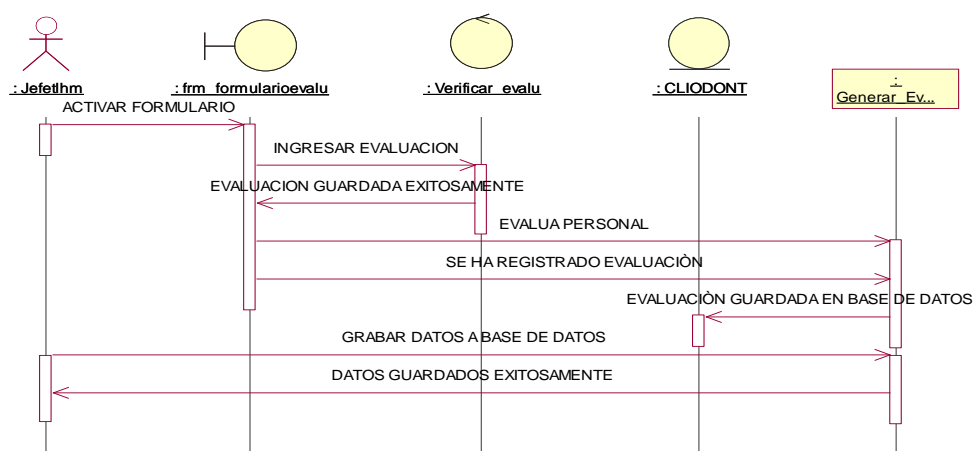 : Jefetlhm
: frm_formularioevalu
: Verificar_evalu
: CLIODONT
:
Generar_Ev...
ACTIVAR FORMULARIO
INGRESAR EVALUACION
EVALUACION GUARDADA EXITOSAMENTE
EVALUA PERSONAL
SE HA REGISTRADO EVALUACIÒN
EVALUACIÒN GUARDADA EN BASE DE DATOS
GRABAR DATOS A BASE DE DATOS
DATOS GUARDADOS EXITOSAMENTE